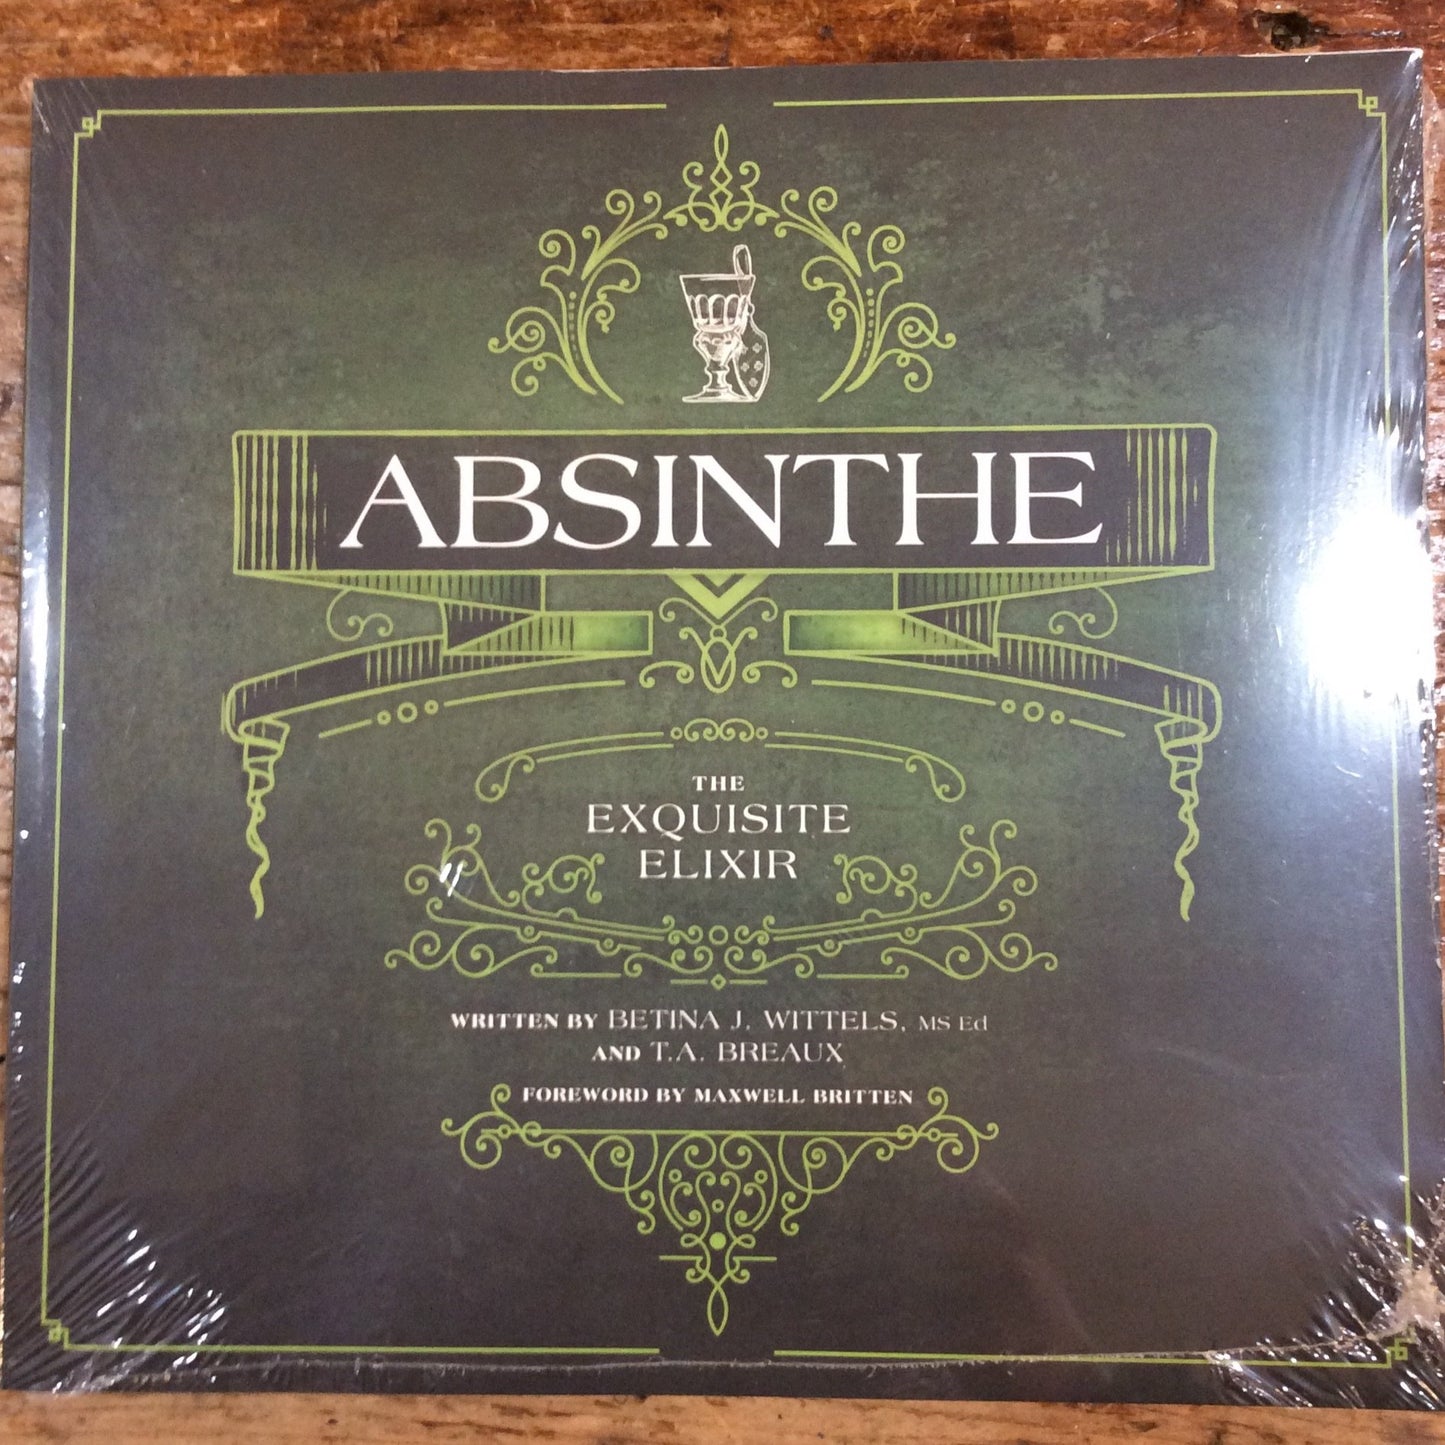 ABSINTHE
THE
EXQUISITE
ELIXIR
WRITTEN BY BETINA J. WITTELS, MS Ed
AND T.A. BREAUX
FOREWORD BY MAXWELL BRITTEN